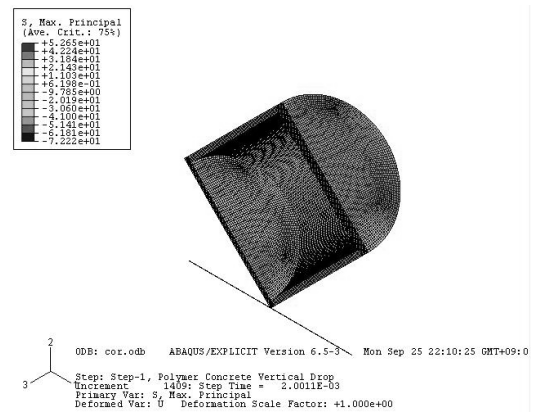 S, Max. Principal
(Ave. Crit.: 75%)
+5.265e+01
+4.224e+01
+3.184e+01
+2.143e+01
+1.103e+01
+6.198e-01
-9.785e+00
-2.019e+01
-3.060e+01
-4.100e+01
-5.141e+01
-6.181e+01
-7.222e+01
2
3
1
ODB: cor.odb ABAQUS/EXPLICIT Version 6.5-3 Mon Sep 25 22:10:25 GMT+09:0
Step: Step-1, Polymer Concrete Vertical Drop
Increment 1409: Step Time = 2.0011E-03
Primary Var: S, Max. Principal
Deformed Var: U Deformation Scale Factor: +1.000e+00